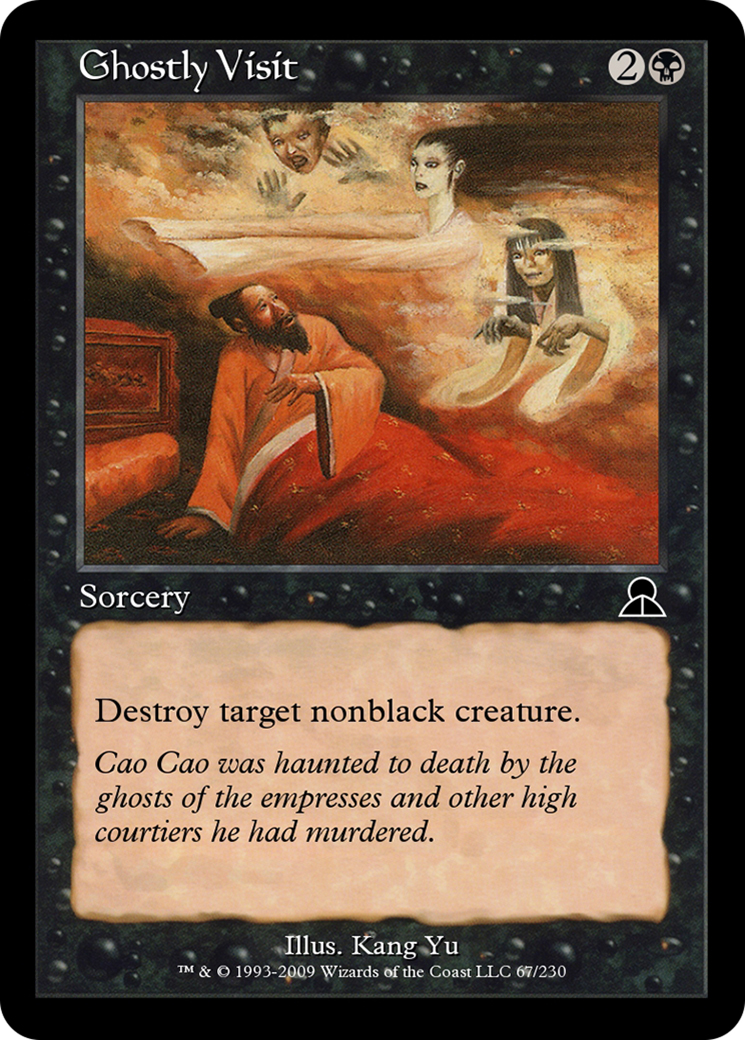 Ghostly Visit 2
Sorcery
Destroy target nonblack creature.
Cao Cao was haunted to death by the
ghosts of the empresses and other high
courtiers he had murdered.
Illus. Kang Yu
™ & © 1993-2009 Wizards of the Coast LLC 67/230